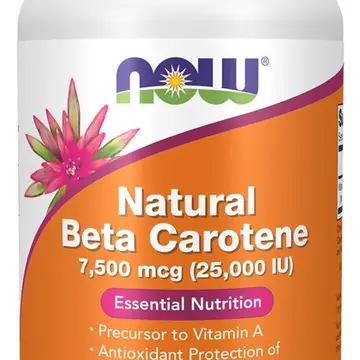 NOW
Natural
Beta Carotene
7,500 mcg (25,000 IU)
Essential Nutrition
• Precursor to Vitamin A
• Antioxidant Protection of